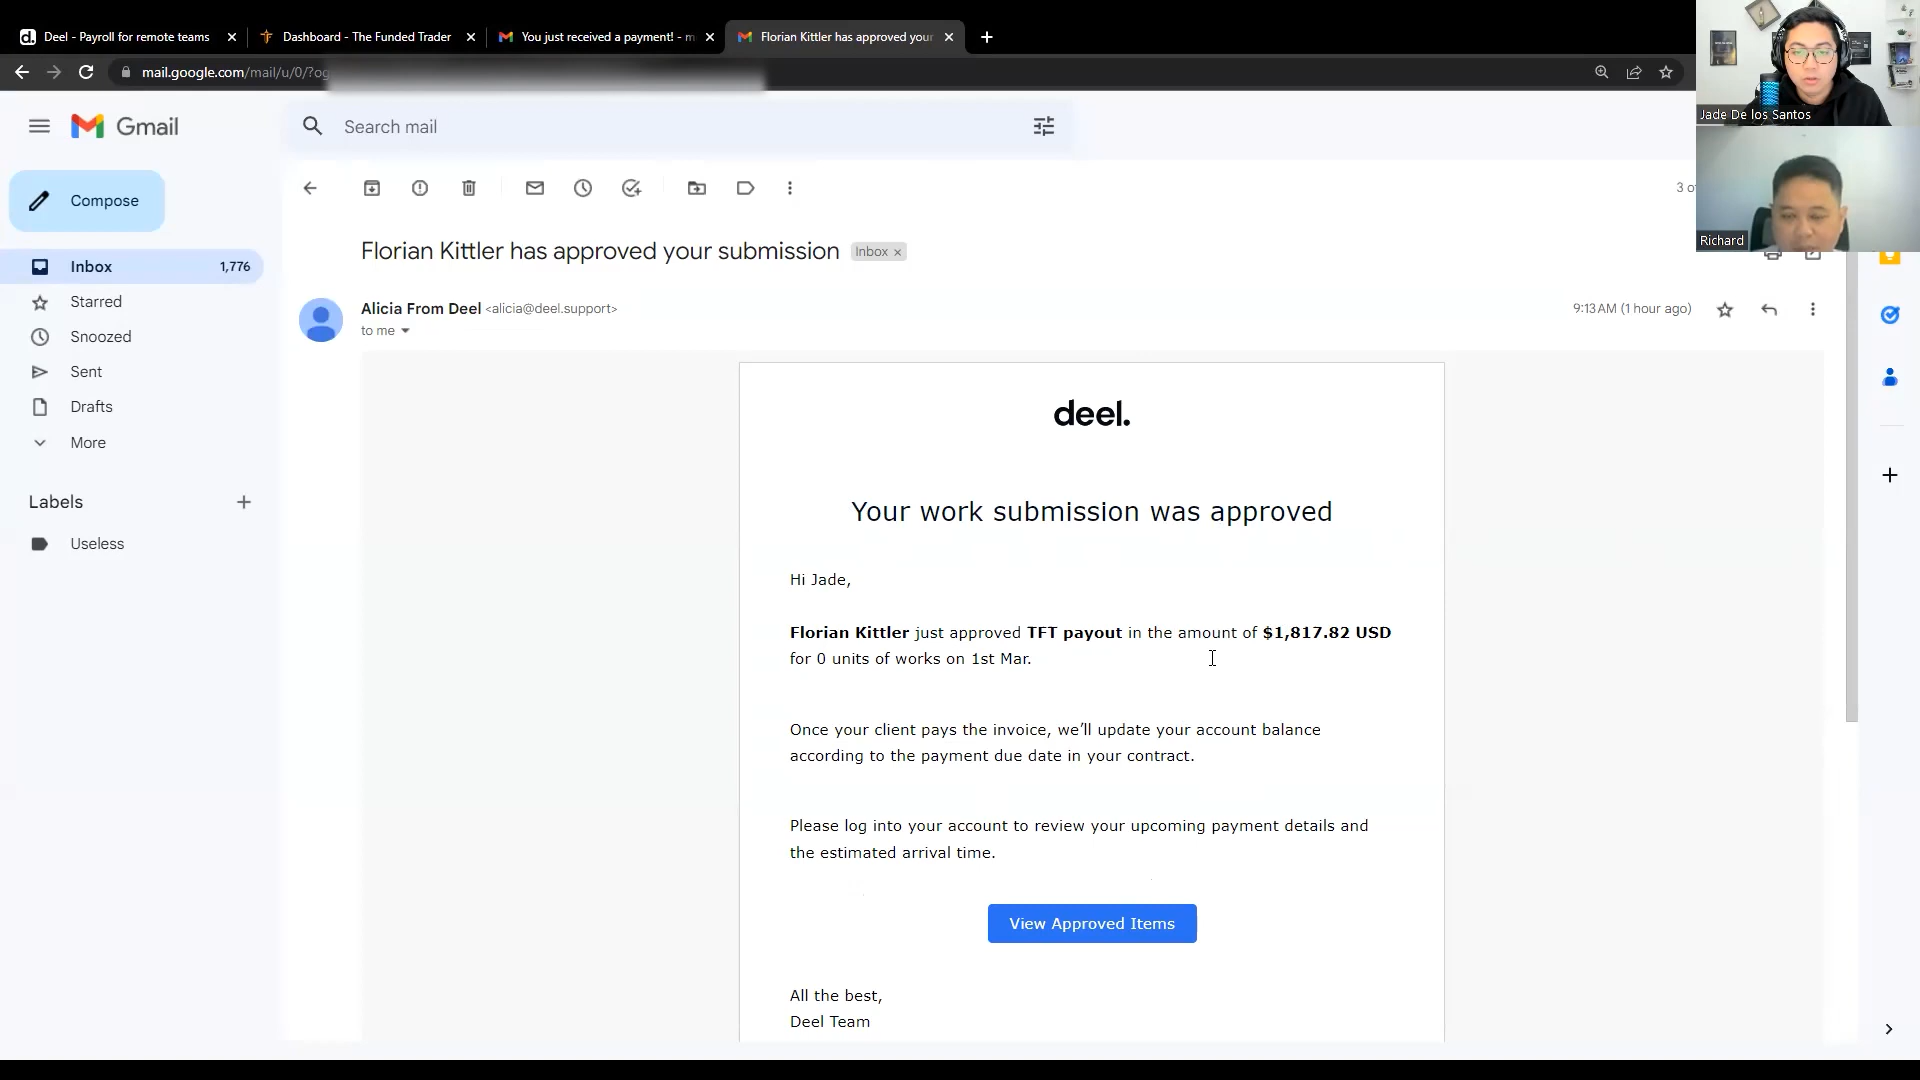 Deel - Payroll for remote teams
Dashboard - The Funded Trader
You just received a payment! - m
Florian Kittler has approved your
mail.google.com/mail/u/0/?og
Jade De los Santos
Gmail
Search mail
Compose
3 o
Richard
Florian Kittler has approved your submission
Inbox
Inbox 1,776
Starred
Snoozed
Sent
Drafts
More
Labels
Useless
Alicia From Deel <alicia@deel.support>
9:13 AM (1 hour ago)
to me
deel.
Your work submission was approved
Hi Jade,
Florian Kittler just approved TFT payout in the amount of $1,817.82 USD
for 0 units of works on 1st Mar.
Once your client pays the invoice, we’ll update your account balance
according to the payment due date in your contract.
Please log into your account to review your upcoming payment details and
the estimated arrival time.
View Approved Items
All the best,
Deel Team